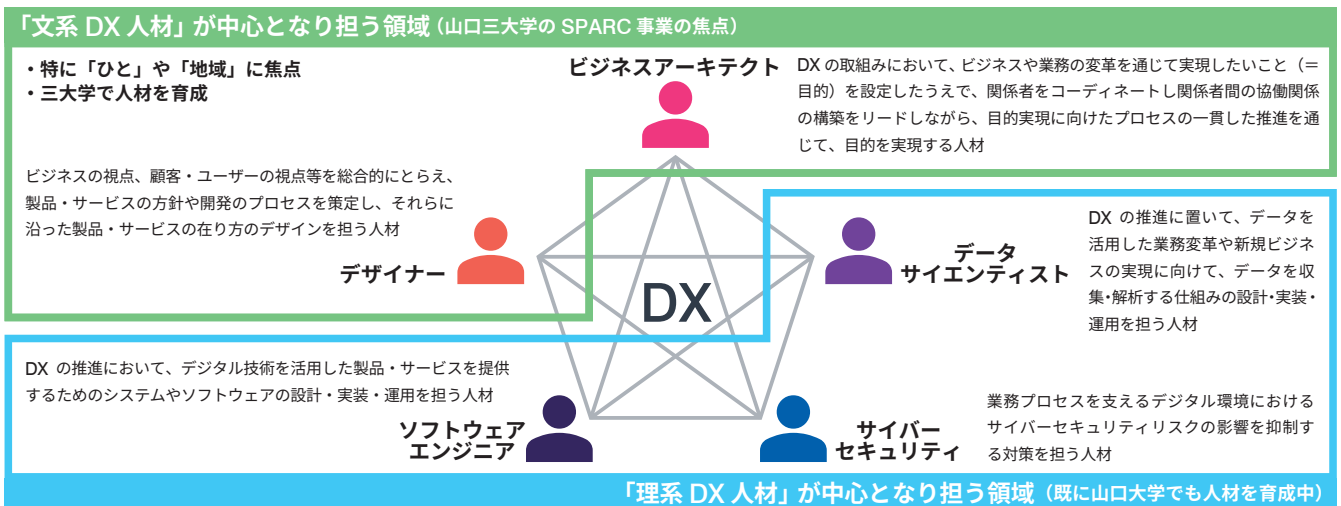 「文系 DX 人材」が中心となり担う領域（山口三大学の SPARC 事業の焦点）
・特に「ひと」や「地域」に焦点
・三大学で人材を育成
ビジネスアーキテクト
DX の取組みにおいて、ビジネスや業務の変革を通じて実現したいこと（＝
目的）を設定したうえで、関係者をコーディネートし関係者間の協働関係
の構築をリードしながら、目的実現に向けたプロセスの一貫した推進を通
じて、目的を実現する人材
ビジネスの視点、顧客・ユーザーの視点等を総合的にとらえ、
製品・サービスの方針や開発のプロセスを策定し、それらに
沿った製品・サービスの在り方のデザインを担う人材
デザイナー
DX
データ
サイエンティスト
DX の推進に置いて、データを
活用した業務変革や新規ビジネ
スの実現に向けて、データを収
集・解析する仕組みの設計・実装・
運用を担う人材
DX の推進において、デジタル技術を活用した製品・サービスを提供
するためのシステムやソフトウェアの設計・実装・運用を担う人材
ソフトウェア
エンジニア
サイバー
セキュリティ
業務プロセスを支えるデジタル環境における
サイバーセキュリティリスクの影響を抑制す
る対策を担う人材
「理系 DX 人材」が中心となり担う領域（既に山口大学でも人材を育成中）